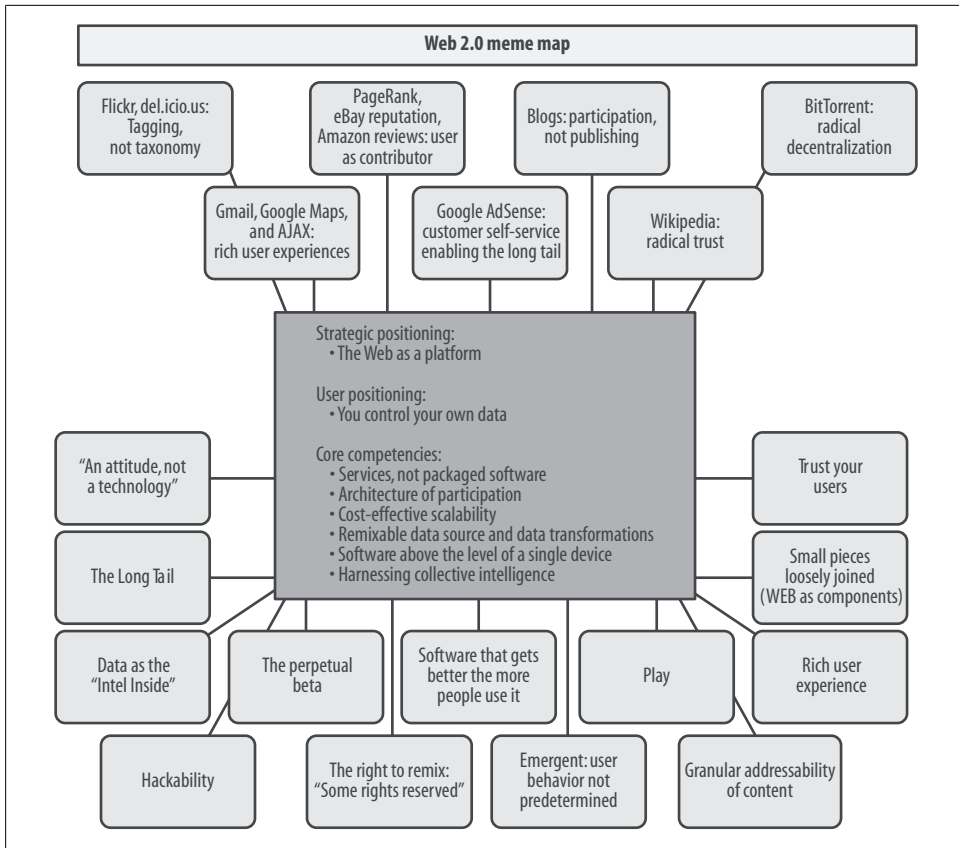 Web 2.0 meme map
Flickr, del.icio.us:
Tagging,
not taxonomy
PageRank,
eBay reputation,
Amazon reviews: user
as contributor
Blogs: participation,
not publishing
BitTorrent:
radical
decentralization
Gmail, Google Maps,
and AJAX:
rich user experiences
Google AdSense:
customer self-service
enabling the long tail
Wikipedia:
radical trust
Strategic positioning:
• The Web as a platform
User positioning:
• You control your own data
Core competencies:
• Services, not packaged software
• Architecture of participation
• Cost-effective scalability
• Remixable data source and data transformations
• Software above the level of a single device
• Harnessing collective intelligence
“An attitude, not
a technology”
Trust your
users
The Long Tail
Small pieces
loosely joined
(WEB as components)
Data as the
“Intel Inside”
The perpetual
beta
Software that gets
better the more
people use it
Play
Rich user
experience
Hackability
The right to remix:
“Some rights reserved”
Emergent: user
behavior not
predetermined
Granular addressability
of content